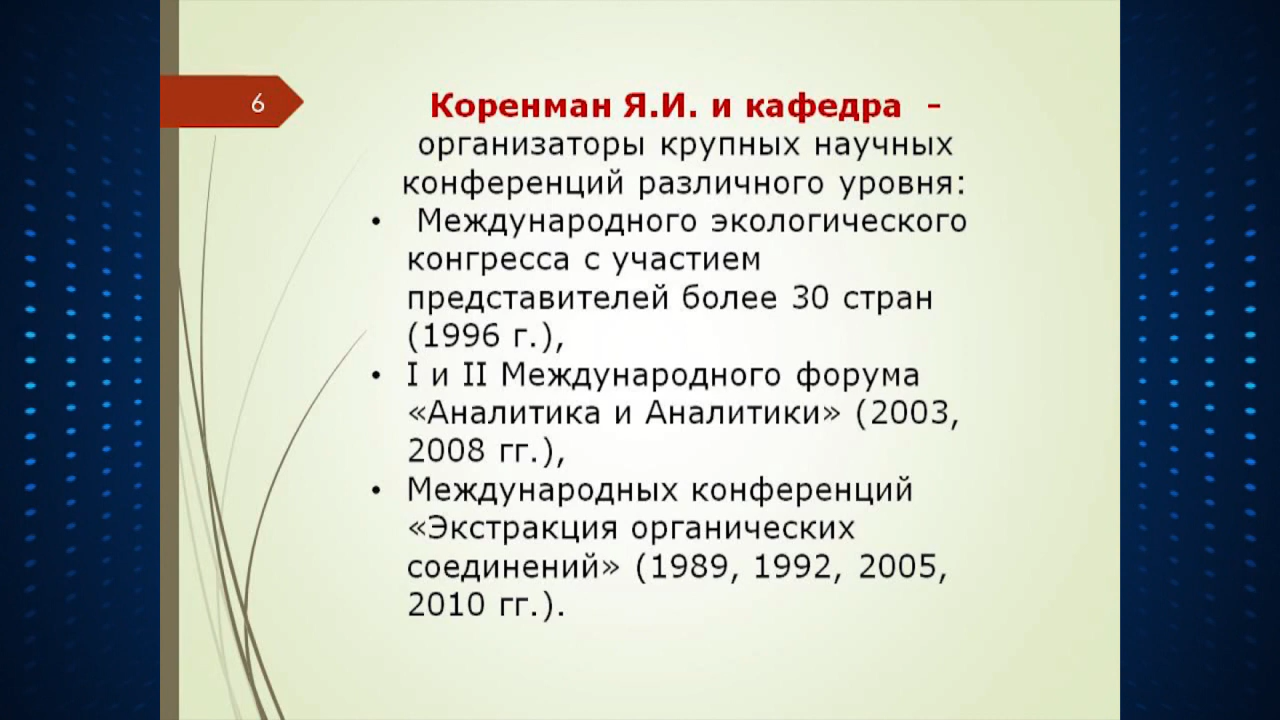 6
Коренман Я.И. и кафедра –
организаторы крупных научных
конференций различного уровня:
• Международного экологического
конгресса с участием
представителей более 30 стран
(1996 г.),
• I и II Международного форума
«Аналитика и Аналитики» (2003,
2008 гг.),
• Международных конференций
«Экстракция органических
соединений» (1989, 1992, 2005,
2010 гг.).